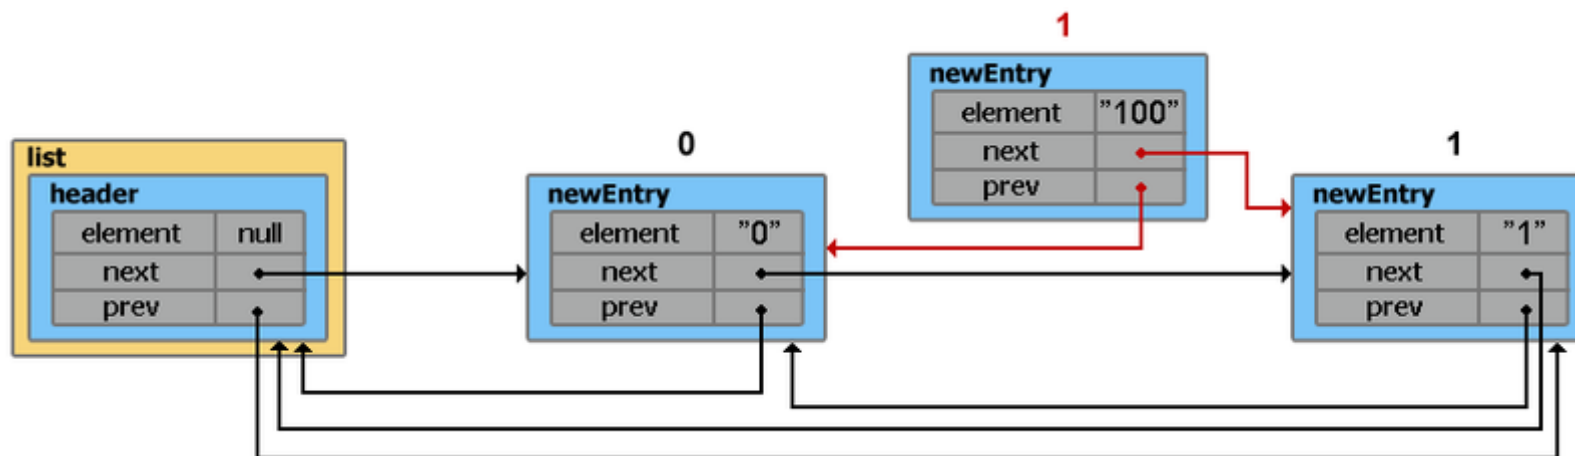 1
newEntry
element ”100”
next
prev
list
header
element null
next
prev
0
newEntry
element ”0”
next
prev
1
newEntry
element ”1”
next
prev